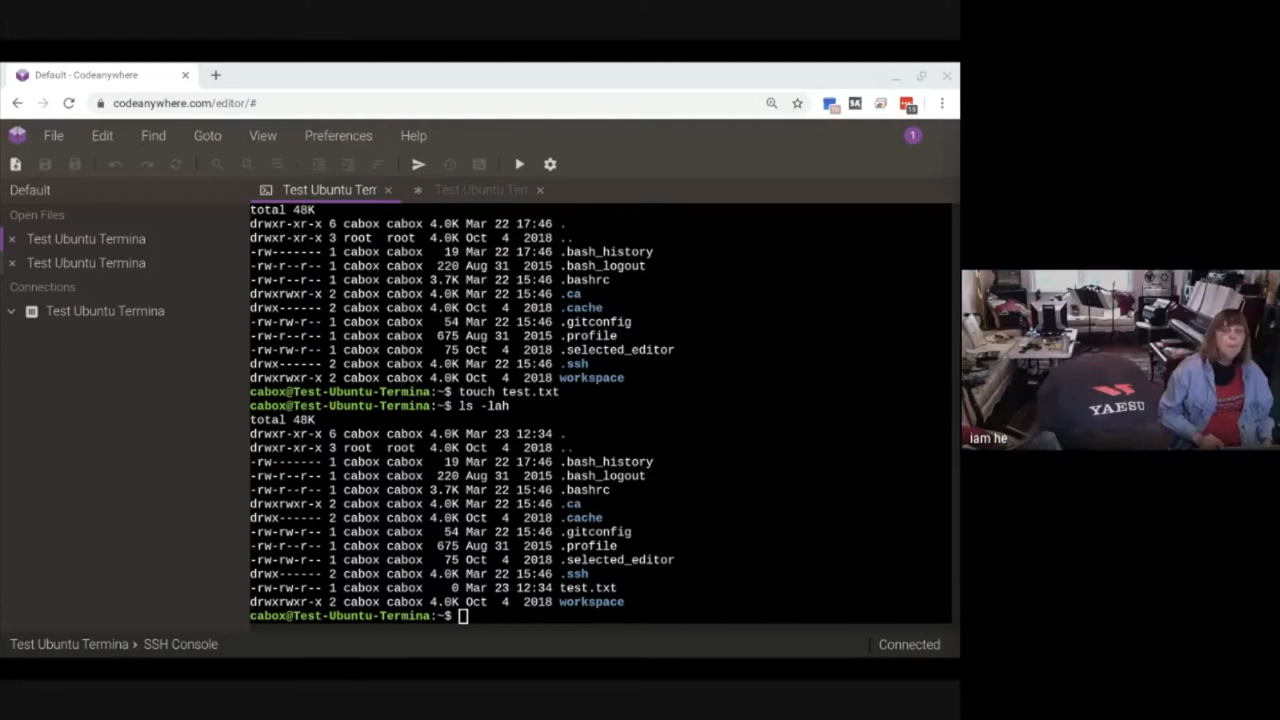 Default - Codeanywhere
codeanywhere.com/editor/#
File Edit Find Goto View Preferences Help
1
Default
Test Ubuntu Terr
Test Ubuntu Terr
Open Files
Test Ubuntu Termina
Test Ubuntu Termina
Connections
Test Ubuntu Termina
total 48K
drwxr-xr-x 6 cabox cabox 4.0K Mar 22 17:46 .
drwxr-xr-x 3 root root 4.0K Oct 4 2018 ..
-rw------- 1 cabox cabox 19 Mar 22 17:46 .bash_history
-rw-r--r-- 1 cabox cabox 220 Aug 31 2015 .bash_logout
-rw-r--r-- 1 cabox cabox 3.7K Mar 22 15:46 .bashrc
drwxrwxr-x 2 cabox cabox 4.0K Mar 22 15:46 .ca
drwx------ 2 cabox cabox 4.0K Oct 4 2018 .cache
-rw-rw-r-- 1 cabox cabox 54 Mar 22 15:46 .gitconfig
-rw-r--r-- 1 cabox cabox 675 Aug 31 2015 .profile
-rw-rw-r-- 1 cabox cabox 75 Oct 4 2018 .selected_editor
drwx------ 2 cabox cabox 4.0K Mar 22 15:46 .ssh
drwxrwxr-x 2 cabox cabox 4.0K Oct 4 2018 workspace
cabox@Test-Ubuntu-Termina:~$ touch test.txt
cabox@Test-Ubuntu-Termina:~$ ls -lah
total 48K
drwxr-xr-x 6 cabox cabox 4.0K Mar 23 12:34 .
drwxr-xr-x 3 root root 4.0K Oct 4 2018 ..
-rw------- 1 cabox cabox 19 Mar 22 17:46 .bash_history
-rw-r--r-- 1 cabox cabox 220 Aug 31 2015 .bash_logout
-rw-r--r-- 1 cabox cabox 3.7K Mar 22 15:46 .bashrc
drwxrwxr-x 2 cabox cabox 4.0K Mar 22 15:46 .ca
drwx------ 2 cabox cabox 4.0K Oct 4 2018 .cache
-rw-rw-r-- 1 cabox cabox 54 Mar 22 15:46 .gitconfig
-rw-r--r-- 1 cabox cabox 675 Aug 31 2015 .profile
-rw-rw-r-- 1 cabox cabox 75 Oct 4 2018 .selected_editor
drwx------ 2 cabox cabox 4.0K Mar 22 15:46 .ssh
-rw-rw-r-- 1 cabox cabox 0 Mar 23 12:34 test.txt
drwxrwxr-x 2 cabox cabox 4.0K Oct 4 2018 workspace
cabox@Test-Ubuntu-Termina:~$
Test Ubuntu Termina › SSH Console
Connected
YAESU
iam he